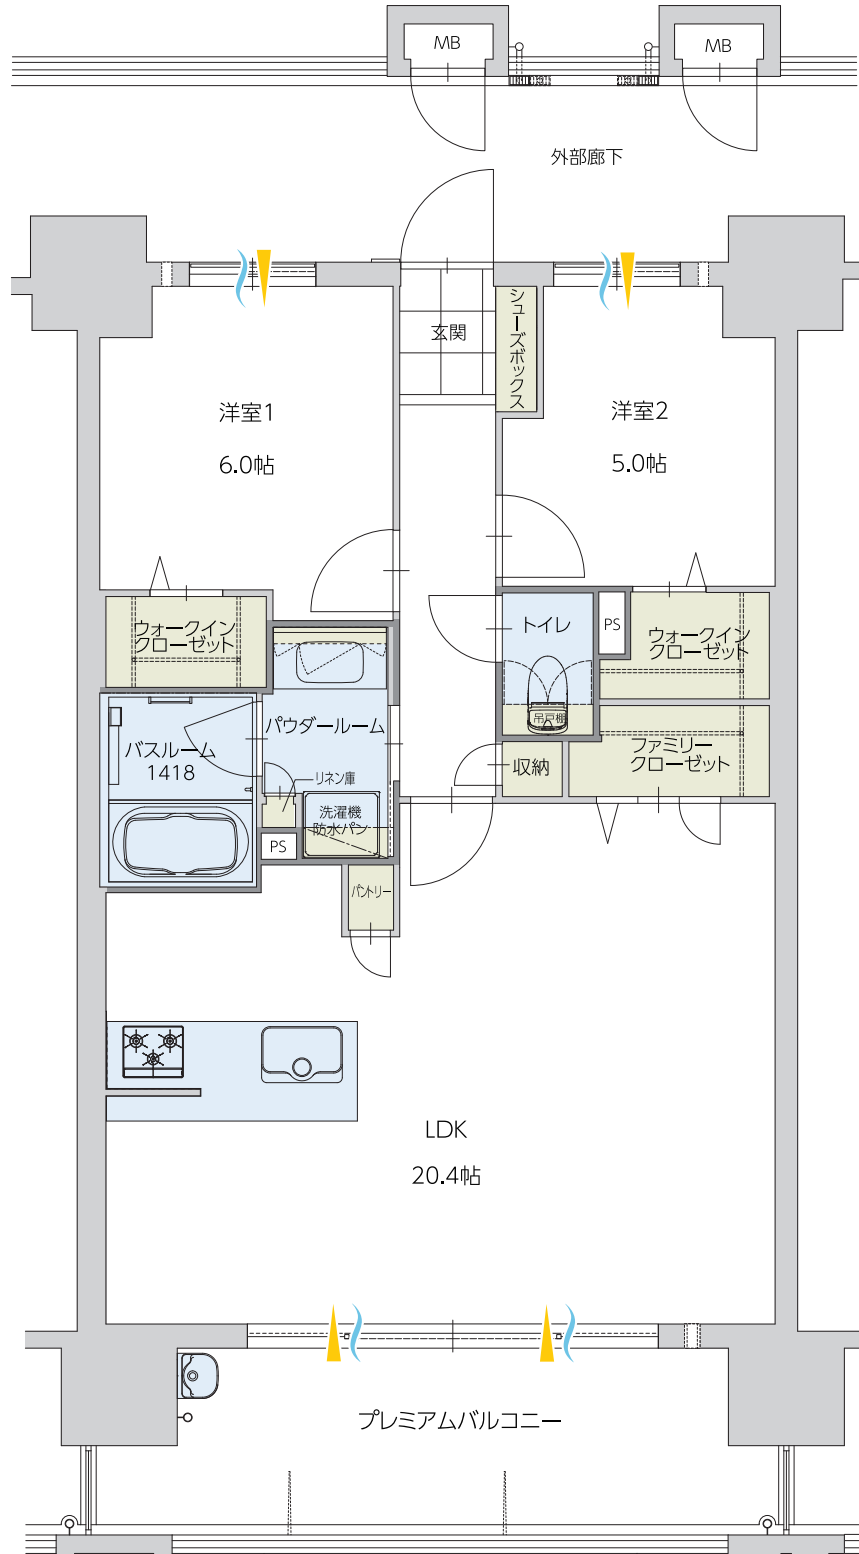 MB
MB
外部廊下
玄関
シューズボックス
洋室1
6.0帖
洋室2
5.0帖
ウォークイン
クローゼット
トイレ
PS
ウォークイン
クローゼット
吊戸棚
パウダールーム
バスルーム
1418
リネン庫
洗濯機
防水パン
PS
収納
ファミリー
クローゼット
パントリー
LDK
20.4帖
プレミアムバルコニー